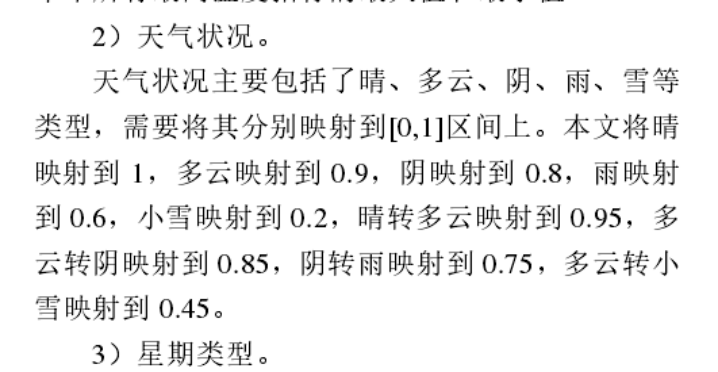 2）天气状况。
天气状况主要包括了晴、多云、阴、雨、雪等
类型，需要将其分别映射到[0,1]区间上。本文将晴
映射到 1，多云映射到 0.9，阴映射到 0.8，雨映射
到 0.6，小雪映射到 0.2，晴转多云映射到 0.95，多
云转阴映射到 0.85，阴转雨映射到 0.75，多云转小
雪映射到 0.45。
3）星期类型。